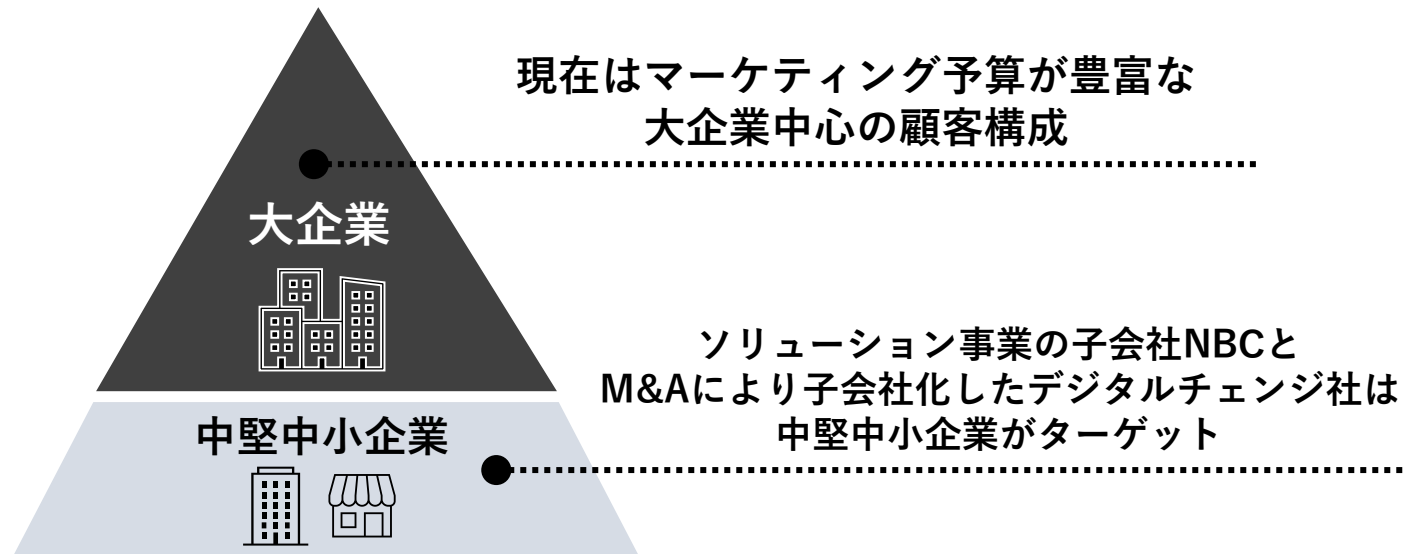 現在はマーケティング予算が豊富な
大企業中心の顧客構成
大企業
ソリューション事業の子会社NBCと
M&Aにより子会社化したデジタルチェンジ社は
中堅中小企業がターゲット
中堅中小企業